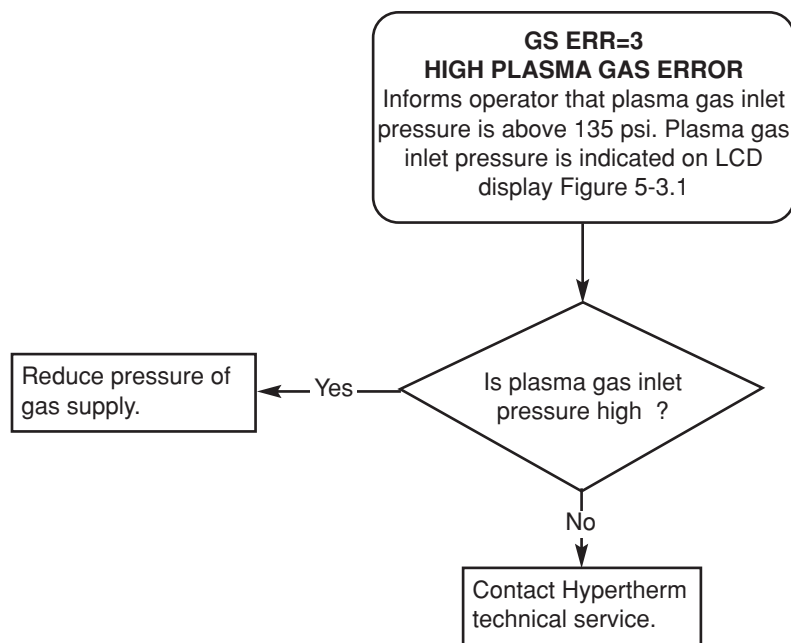 GS ERR=3
HIGH PLASMA GAS ERROR
Informs operator that plasma gas inlet
pressure is above 135 psi. Plasma gas
inlet pressure is indicated on LCD
display Figure 5-3.1
Is plasma gas inlet
pressure high ?
Yes
Reduce pressure of
gas supply.
No
Contact Hypertherm
technical service.